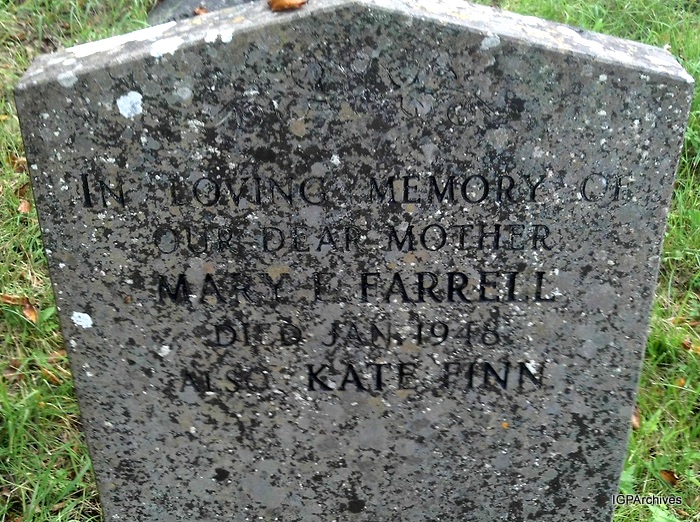 IN LOVING MEMORY OF
OUR DEAR MOTHER
MARY E FARRELL
DIED JAN. 1948
ALSO KATE FINN
IGPArchives